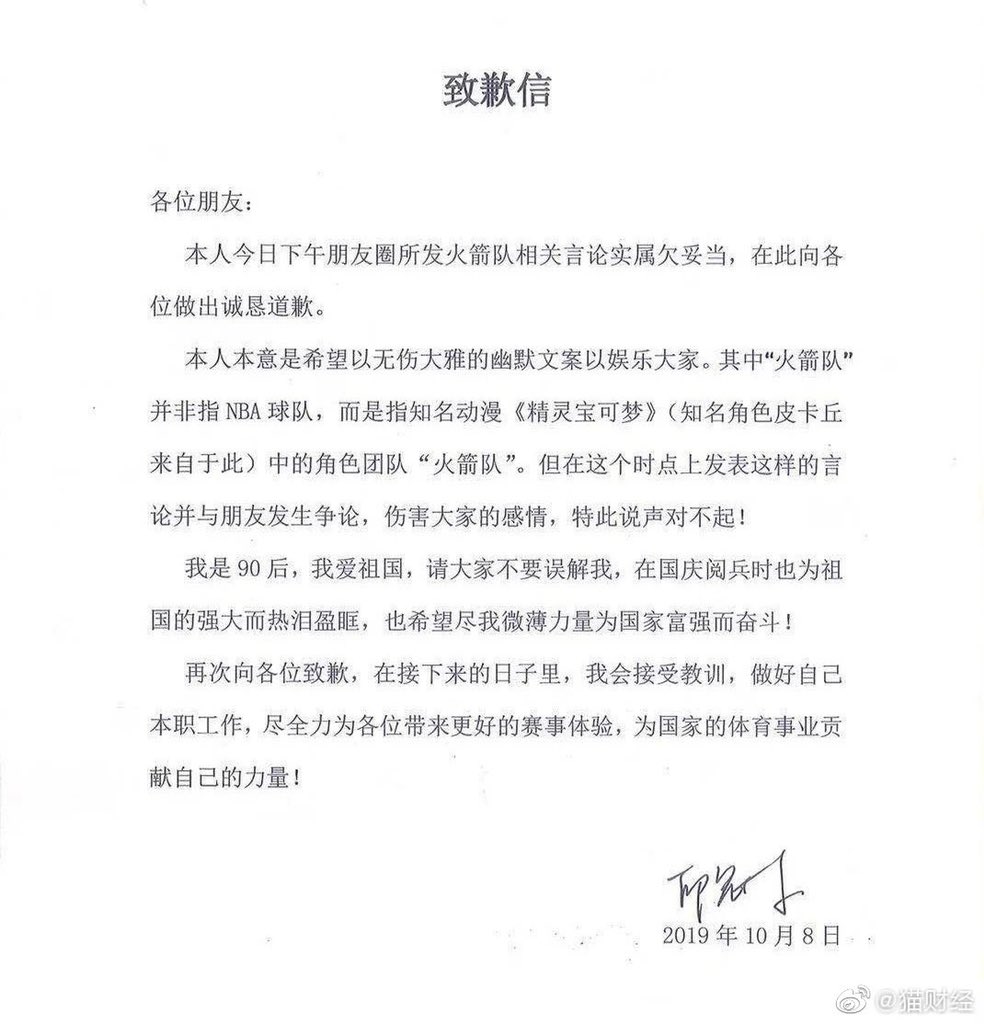 致歉信
各位朋友:
本人今日下午朋友圈所发火箭队相关言论实属欠妥当，在此向各
位做出诚恳道歉。
本人本意是希望以无伤大雅的幽默文案以娱乐大家。其中“火箭队”
并非指 NBA 球队，而是指知名动漫《精灵宝可梦》（知名角色皮卡丘
来自于此）中的角色团队“火箭队”。但在这个时点上发表这样的言
论并与朋友发生争论，伤害大家的感情，特此说声对不起！
我是 90 后，我爱祖国，请大家不要误解我，在国庆阅兵时也为祖
国的强大而热泪盈眶，也希望尽我微薄力量为国家富强而奋斗！
再次向各位致歉，在接下来的日子里，我会接受教训，做好自己
本职工作，尽全力为各位带来更好的赛事体验，为国家的体育事业贡
献自己的力量！
2019 年 10 月 8 日
@猫财经